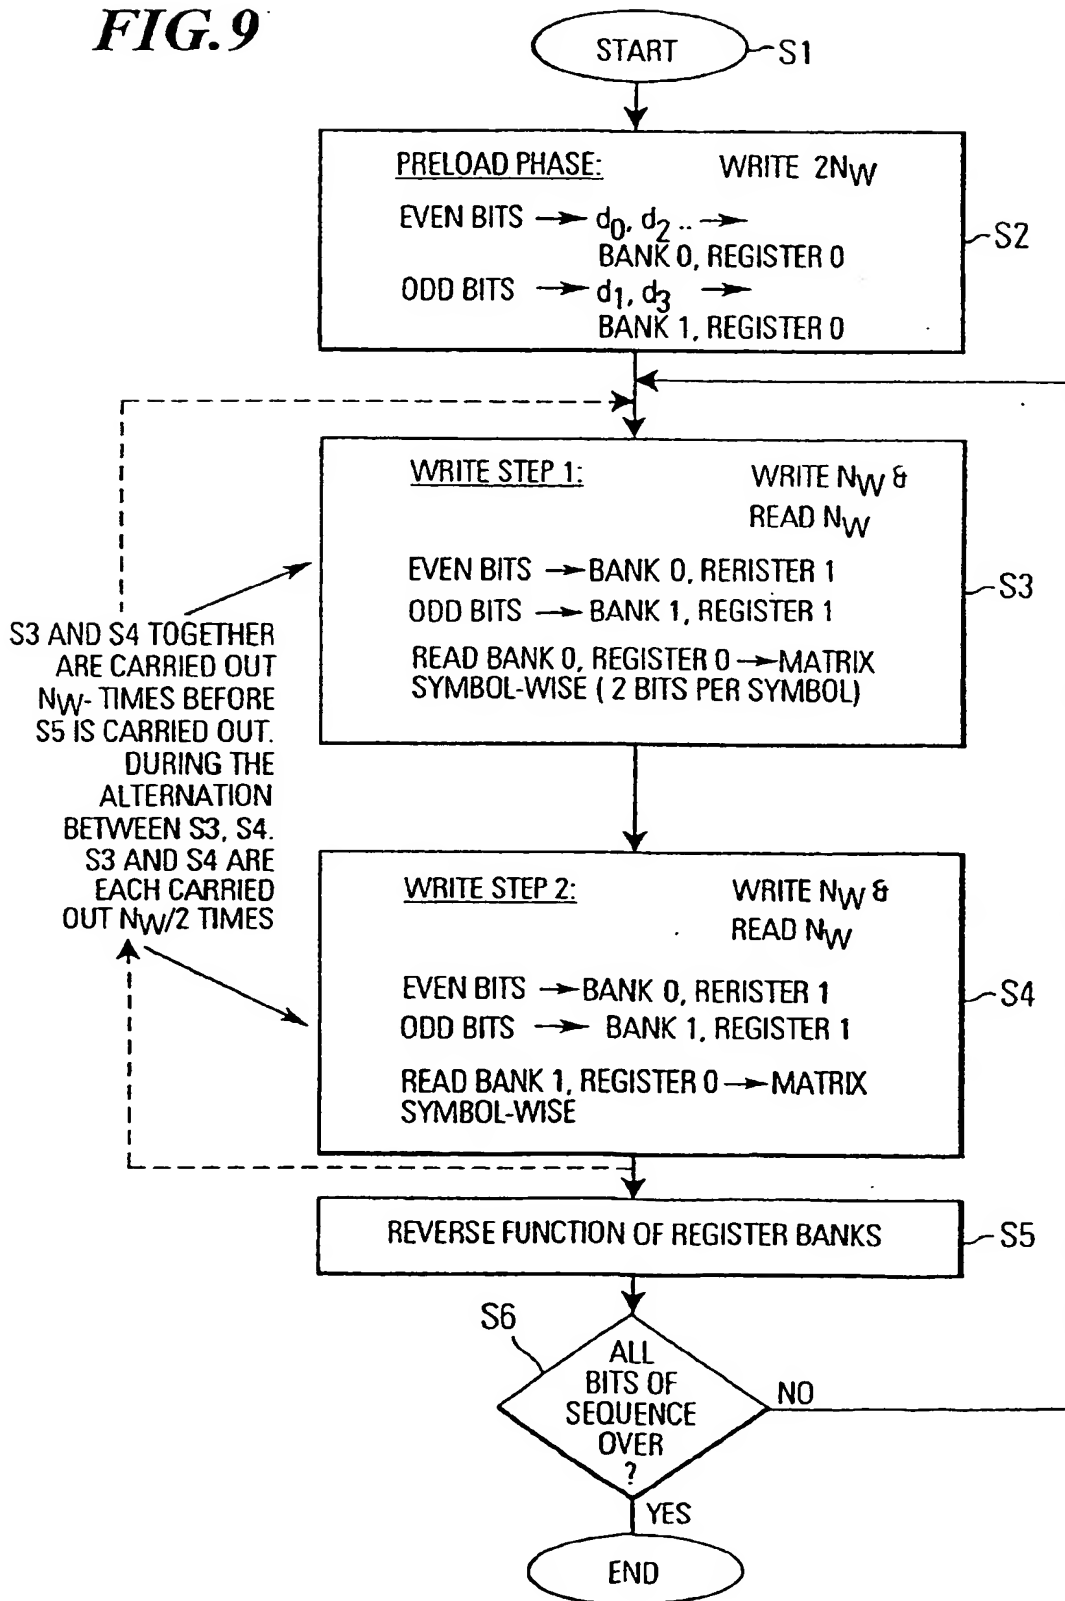 FIG.9
START
S1
PRELOAD PHASE: WRITE 2NW
EVEN BITS → d0, d2 .. →
BANK 0, REGISTER 0
ODD BITS → d1, d3 →
BANK 1, REGISTER 0
S2
WRITE STEP 1: WRITE NW &
READ NW
EVEN BITS → BANK 0, RERISTER 1
ODD BITS → BANK 1, REGISTER 1
READ BANK 0, REGISTER 0 → MATRIX
SYMBOL-WISE ( 2 BITS PER SYMBOL)
S3
S3 AND S4 TOGETHER
ARE CARRIED OUT
NW- TIMES BEFORE
S5 IS CARRIED OUT.
DURING THE
ALTERNATION
BETWEEN S3, S4.
S3 AND S4 ARE
EACH CARRIED
OUT NW/2 TIMES
WRITE STEP 2: WRITE NW &
READ NW
EVEN BITS → BANK 0, RERISTER 1
ODD BITS → BANK 1, REGISTER 1
READ BANK 1, REGISTER 0 → MATRIX
SYMBOL-WISE
S4
REVERSE FUNCTION OF REGISTER BANKS
S5
S6
ALL
BITS OF
SEQUENCE
OVER
?
NO
YES
END